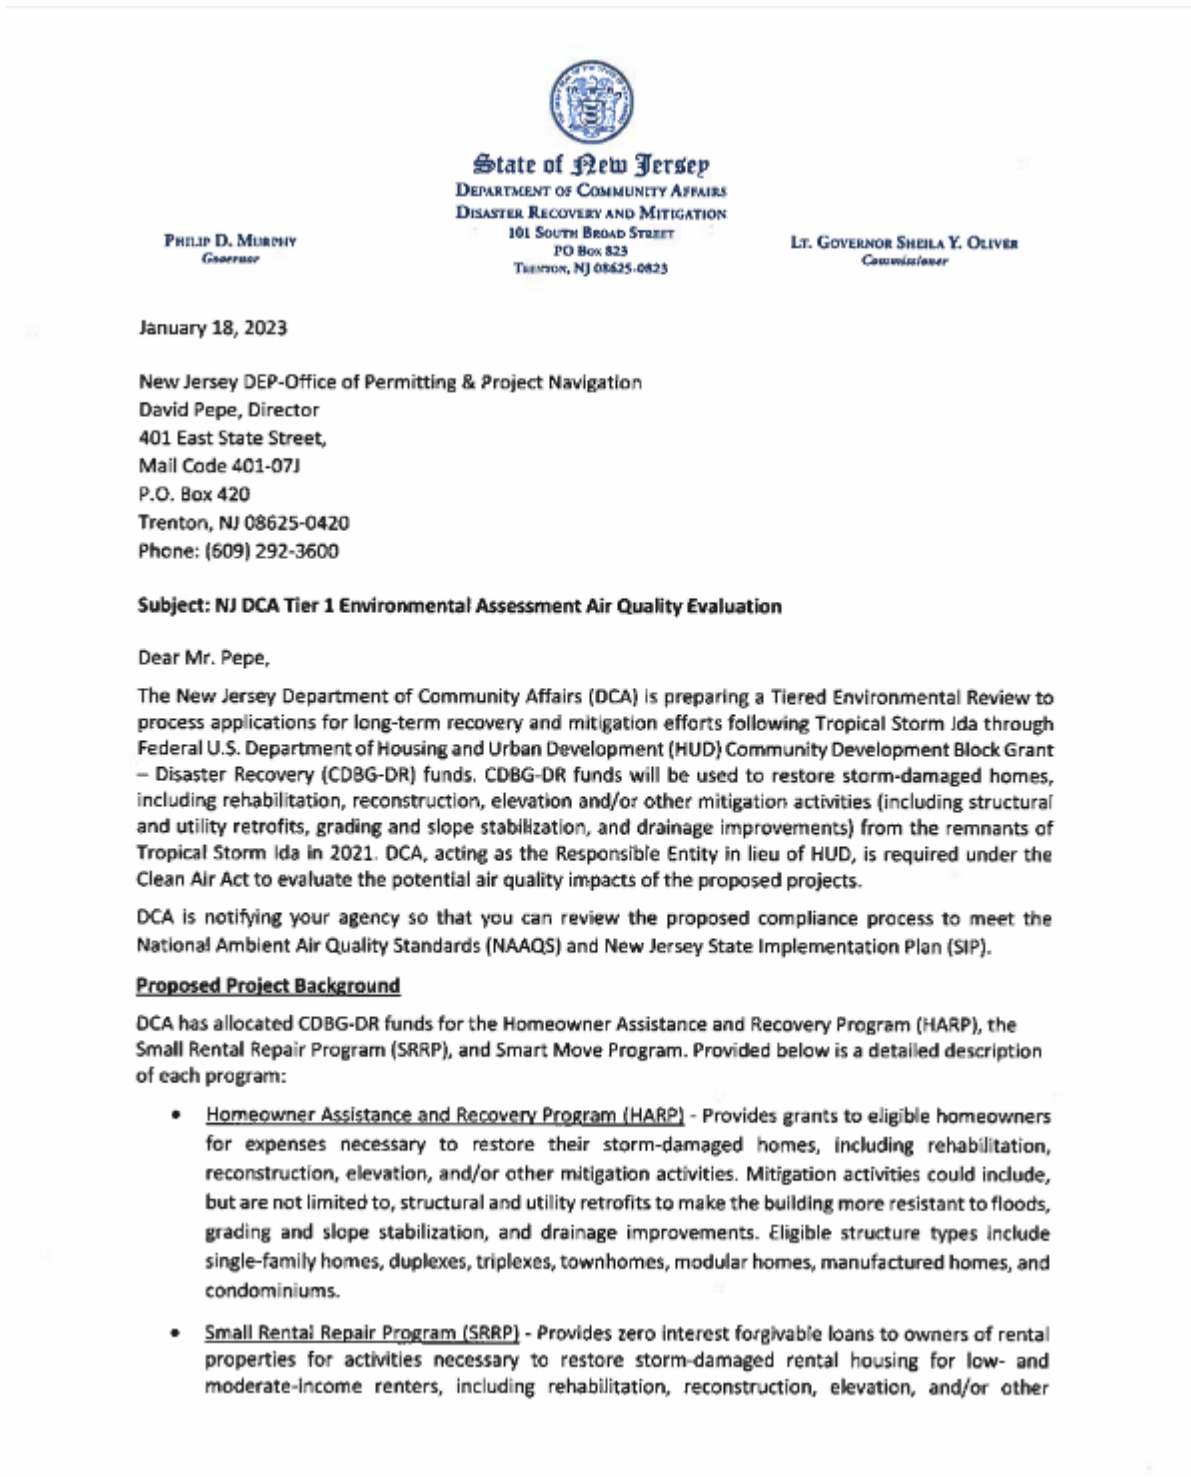 State of New Jersey
DEPARTMENT OF COMMUNITY AFFAIRS
DISASTER RECOVERY AND MITIGATION
101 SOUTH BROAD STREET
PO BOX 823
TRENTON, NJ 08625-0823
PHILIP D. MURPHY
Governor
LT. GOVERNOR SHEILA Y. OLIVER
Commissioner
January 18, 2023
New Jersey DEP-Office of Permitting & Project Navigation
David Pepe, Director
401 East State Street,
Mail Code 401-07J
P.O. Box 420
Trenton, NJ 08625-0420
Phone: (609) 292-3600
Subject: NJ DCA Tier 1 Environmental Assessment Air Quality Evaluation
Dear Mr. Pepe,
The New Jersey Department of Community Affairs (DCA) is preparing a Tiered Environmental Review to
process applications for long-term recovery and mitigation efforts following Tropical Storm Ida through
Federal U.S. Department of Housing and Urban Development (HUD) Community Development Block Grant
– Disaster Recovery (CDBG-DR) funds. CDBG-DR funds will be used to restore storm-damaged homes,
including rehabilitation, reconstruction, elevation and/or other mitigation activities (including structural
and utility retrofits, grading and slope stabilization, and drainage improvements) from the remnants of
Tropical Storm Ida in 2021. DCA, acting as the Responsible Entity in lieu of HUD, is required under the
Clean Air Act to evaluate the potential air quality impacts of the proposed projects.
DCA is notifying your agency so that you can review the proposed compliance process to meet the
National Ambient Air Quality Standards (NAAQS) and New Jersey State Implementation Plan (SIP).
Proposed Project Background
DCA has allocated CDBG-DR funds for the Homeowner Assistance and Recovery Program (HARP), the
Small Rental Repair Program (SRRP), and Smart Move Program. Provided below is a detailed description
of each program:
• Homeowner Assistance and Recovery Program (HARP) - Provides grants to eligible homeowners
for expenses necessary to restore their storm-damaged homes, including rehabilitation,
reconstruction, elevation, and/or other mitigation activities. Mitigation activities could include,
but are not limited to, structural and utility retrofits to make the building more resistant to floods,
grading and slope stabilization, and drainage improvements. Eligible structure types include
single-family homes, duplexes, triplexes, townhomes, modular homes, manufactured homes, and
condominiums.
• Small Rental Repair Program (SRRP) - Provides zero interest forgivable loans to owners of rental
properties for activities necessary to restore storm-damaged rental housing for low- and
moderate-income renters, including rehabilitation, reconstruction, elevation, and/or other